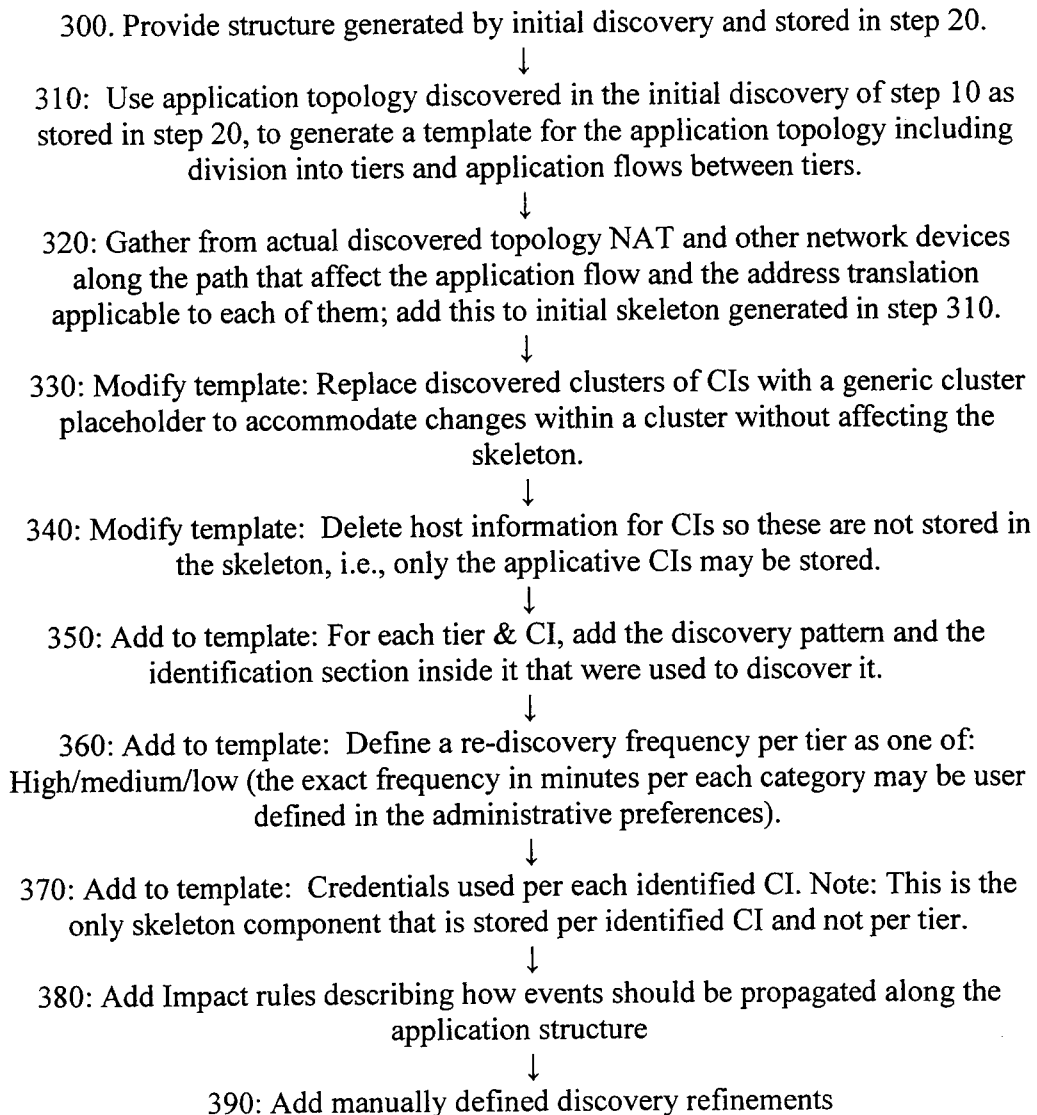 300. Provide structure generated by initial discovery and stored in step 20.
↓
310: Use application topology discovered in the initial discovery of step 10 as
stored in step 20, to generate a template for the application topology including
division into tiers and application flows between tiers.
↓
320: Gather from actual discovered topology NAT and other network devices
along the path that affect the application flow and the address translation
applicable to each of them; add this to initial skeleton generated in step 310.
↓
330: Modify template: Replace discovered clusters of CIs with a generic cluster
placeholder to accommodate changes within a cluster without affecting the
skeleton.
↓
340: Modify template: Delete host information for CIs so these are not stored in
the skeleton, i.e., only the applicative CIs may be stored.
↓
350: Add to template: For each tier & CI, add the discovery pattern and the
identification section inside it that were used to discover it.
↓
360: Add to template: Define a re-discovery frequency per tier as one of:
High/medium/low (the exact frequency in minutes per each category may be user
defined in the administrative preferences).
↓
370: Add to template: Credentials used per each identified CI. Note: This is the
only skeleton component that is stored per identified CI and not per tier.
↓
380: Add Impact rules describing how events should be propagated along the
application structure
↓
390: Add manually defined discovery refinements